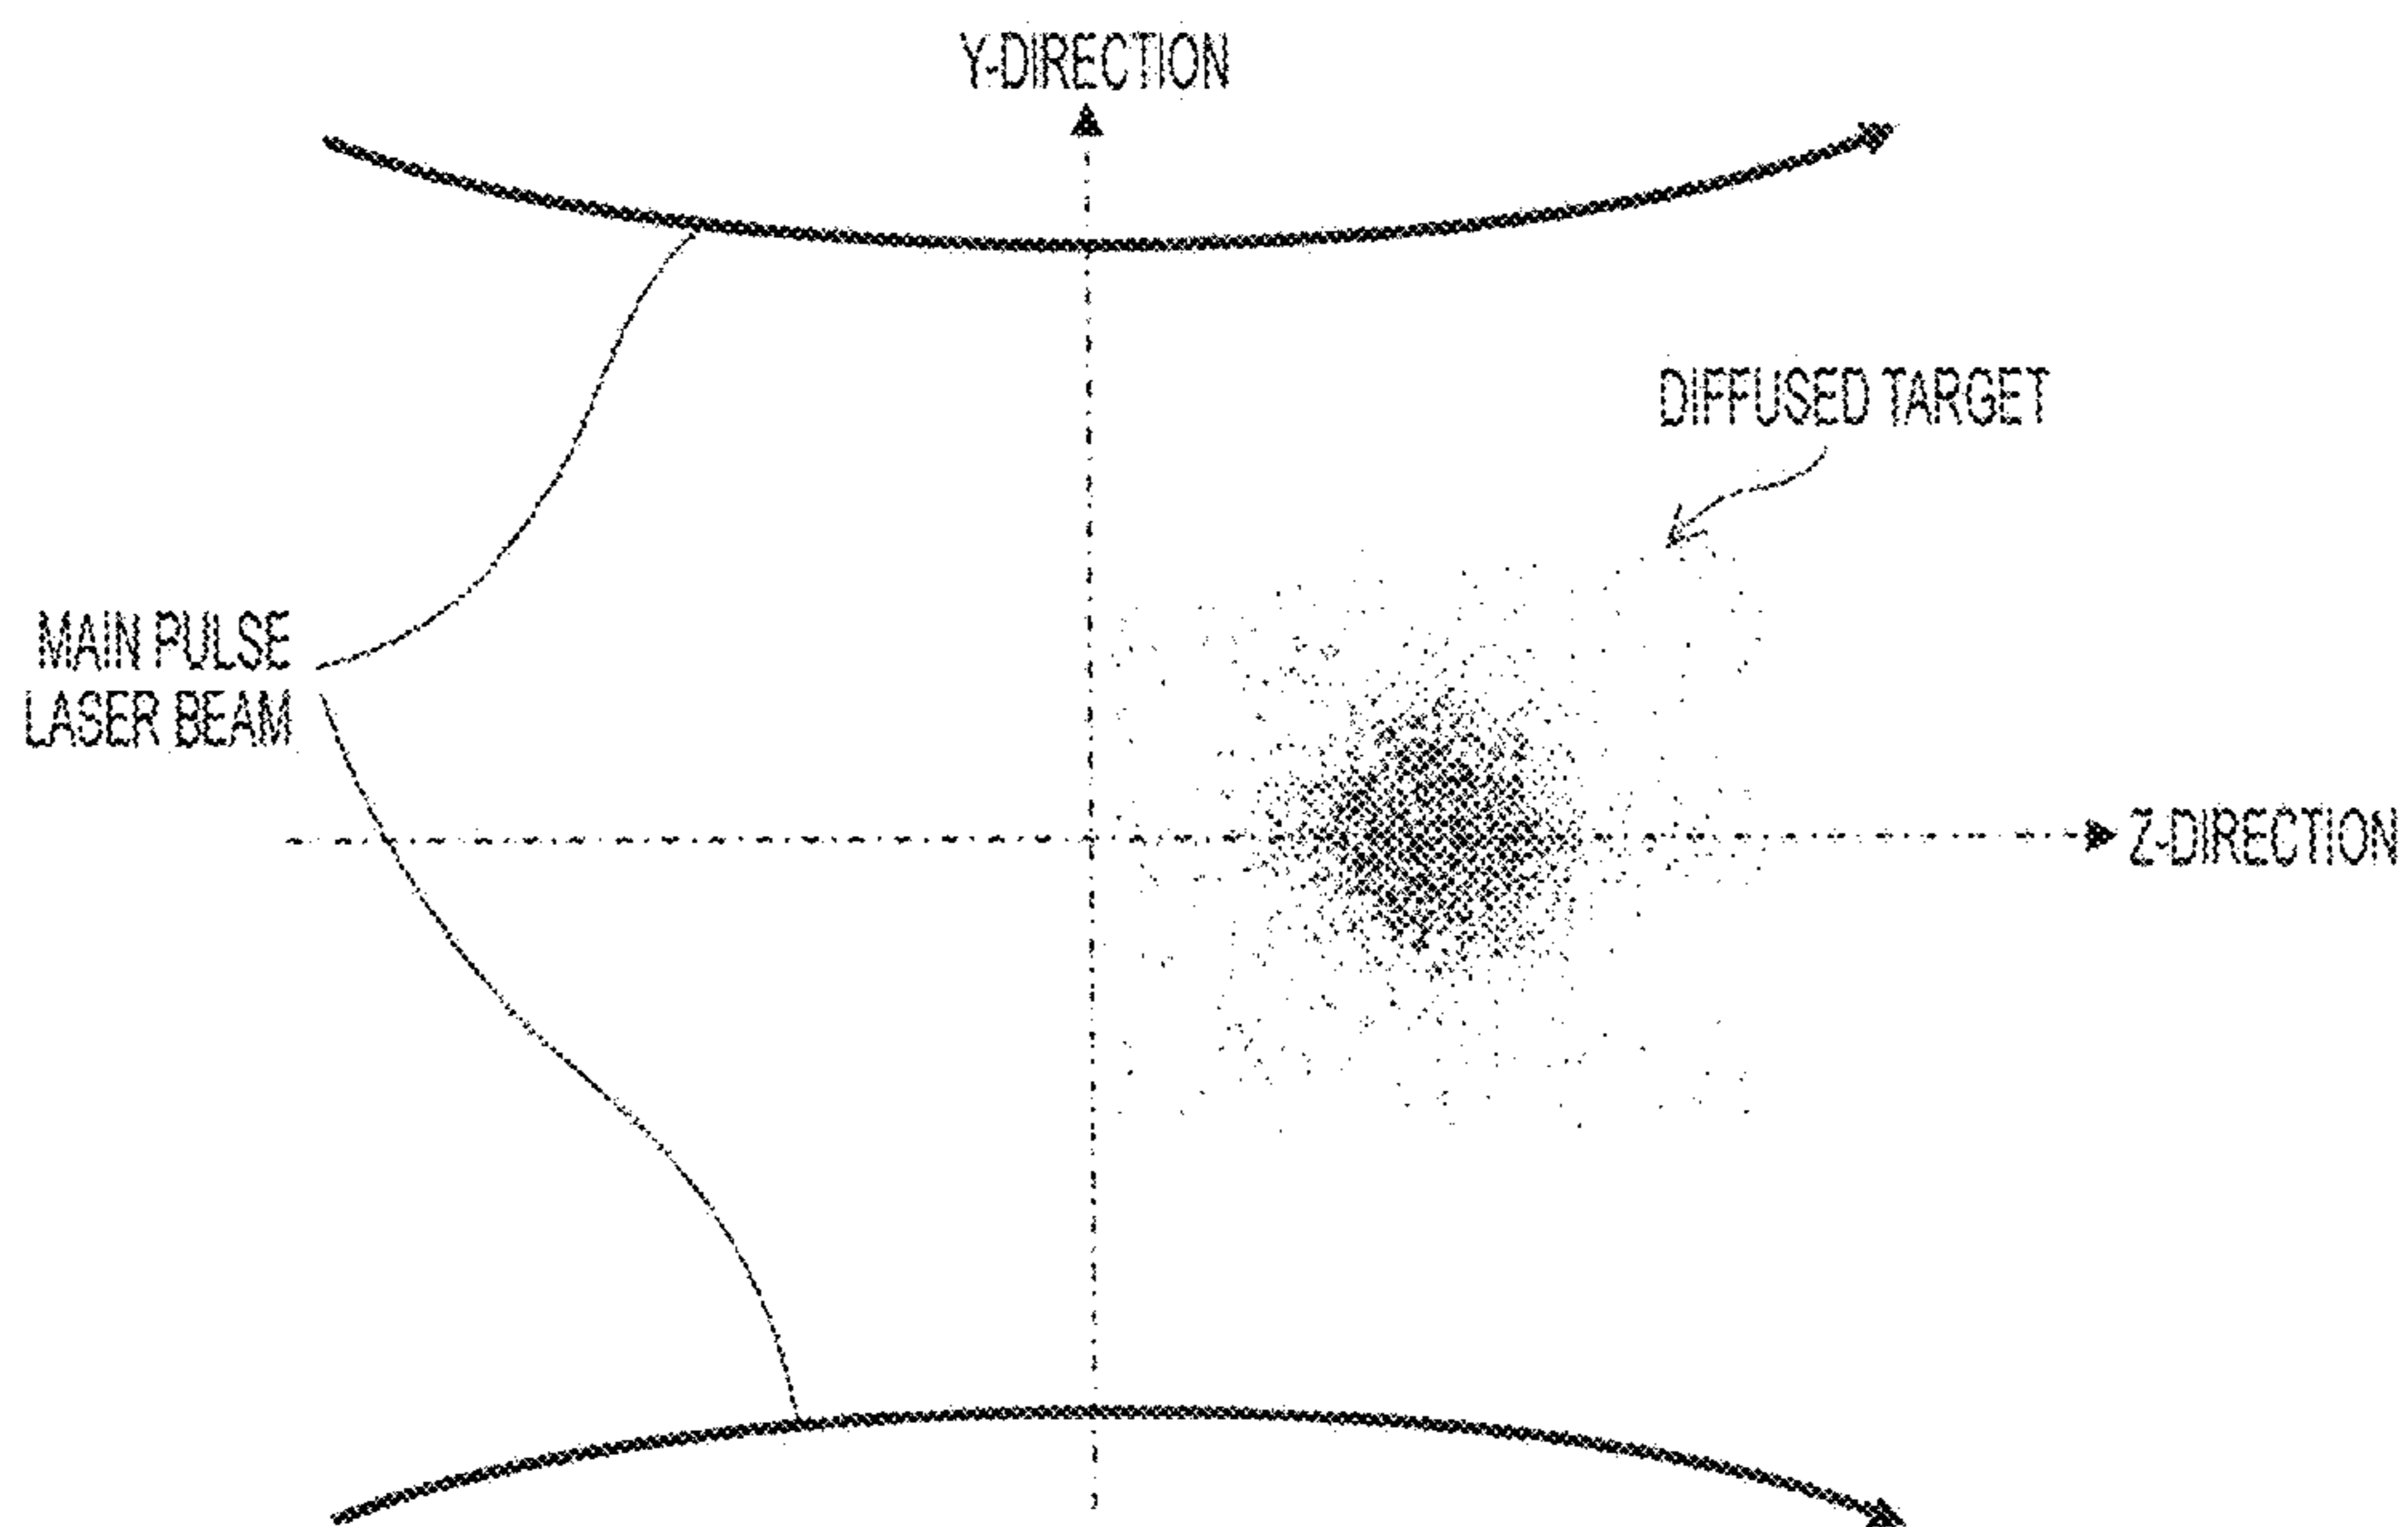 Y-DIRECTION
DIFFUSED TARGET
MAIN PULSE
LASER BEAM
Z-DIRECTION